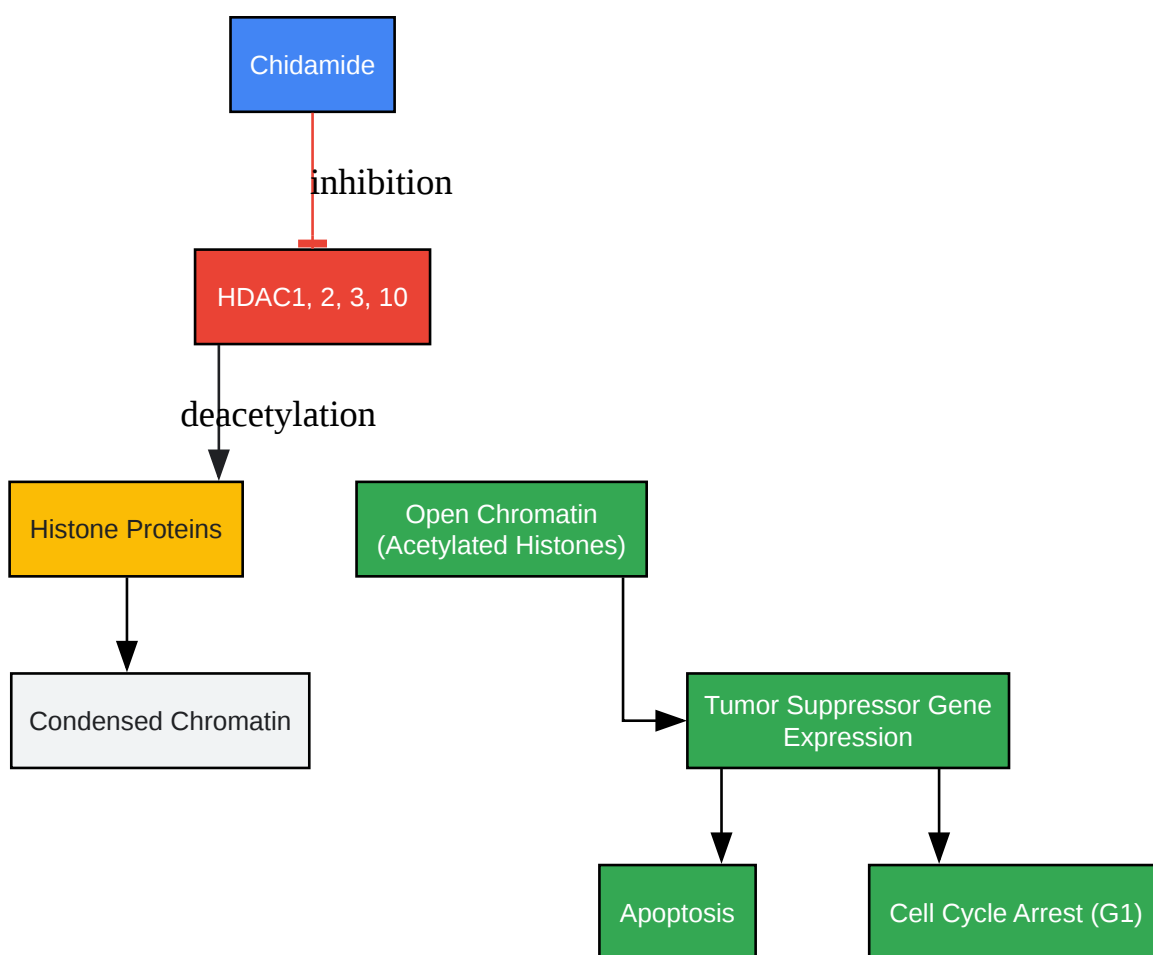 Chidamide
inhibition
HDAC1, 2, 3, 10
deacetylation
Histone Proteins
Open Chromatin
(Acetylated Histones)
Condensed Chromatin
Tumor Suppressor Gene
Expression
Apoptosis
Cell Cycle Arrest (G1)